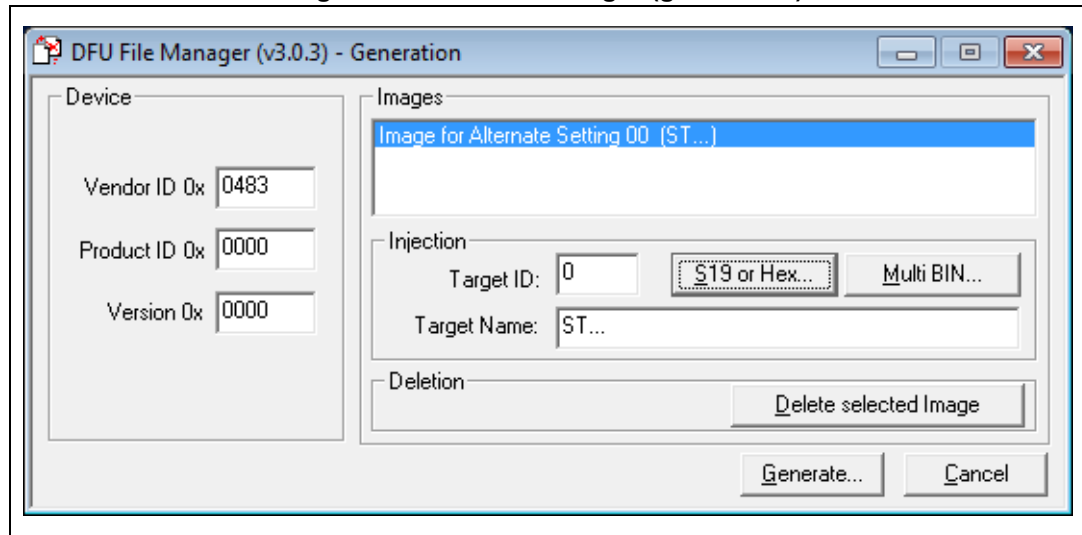 DFU File Manager (v3.0.3) - Generation
Device
Vendor ID 0x 0483
Product ID 0x 0000
Version 0x 0000
Images
Image for Alternate Setting 00 (ST...)
Injection
Target ID: 0
S19 or Hex...
Multi BIN...
Target Name: ST...
Deletion
Delete selected Image
Generate...
Cancel